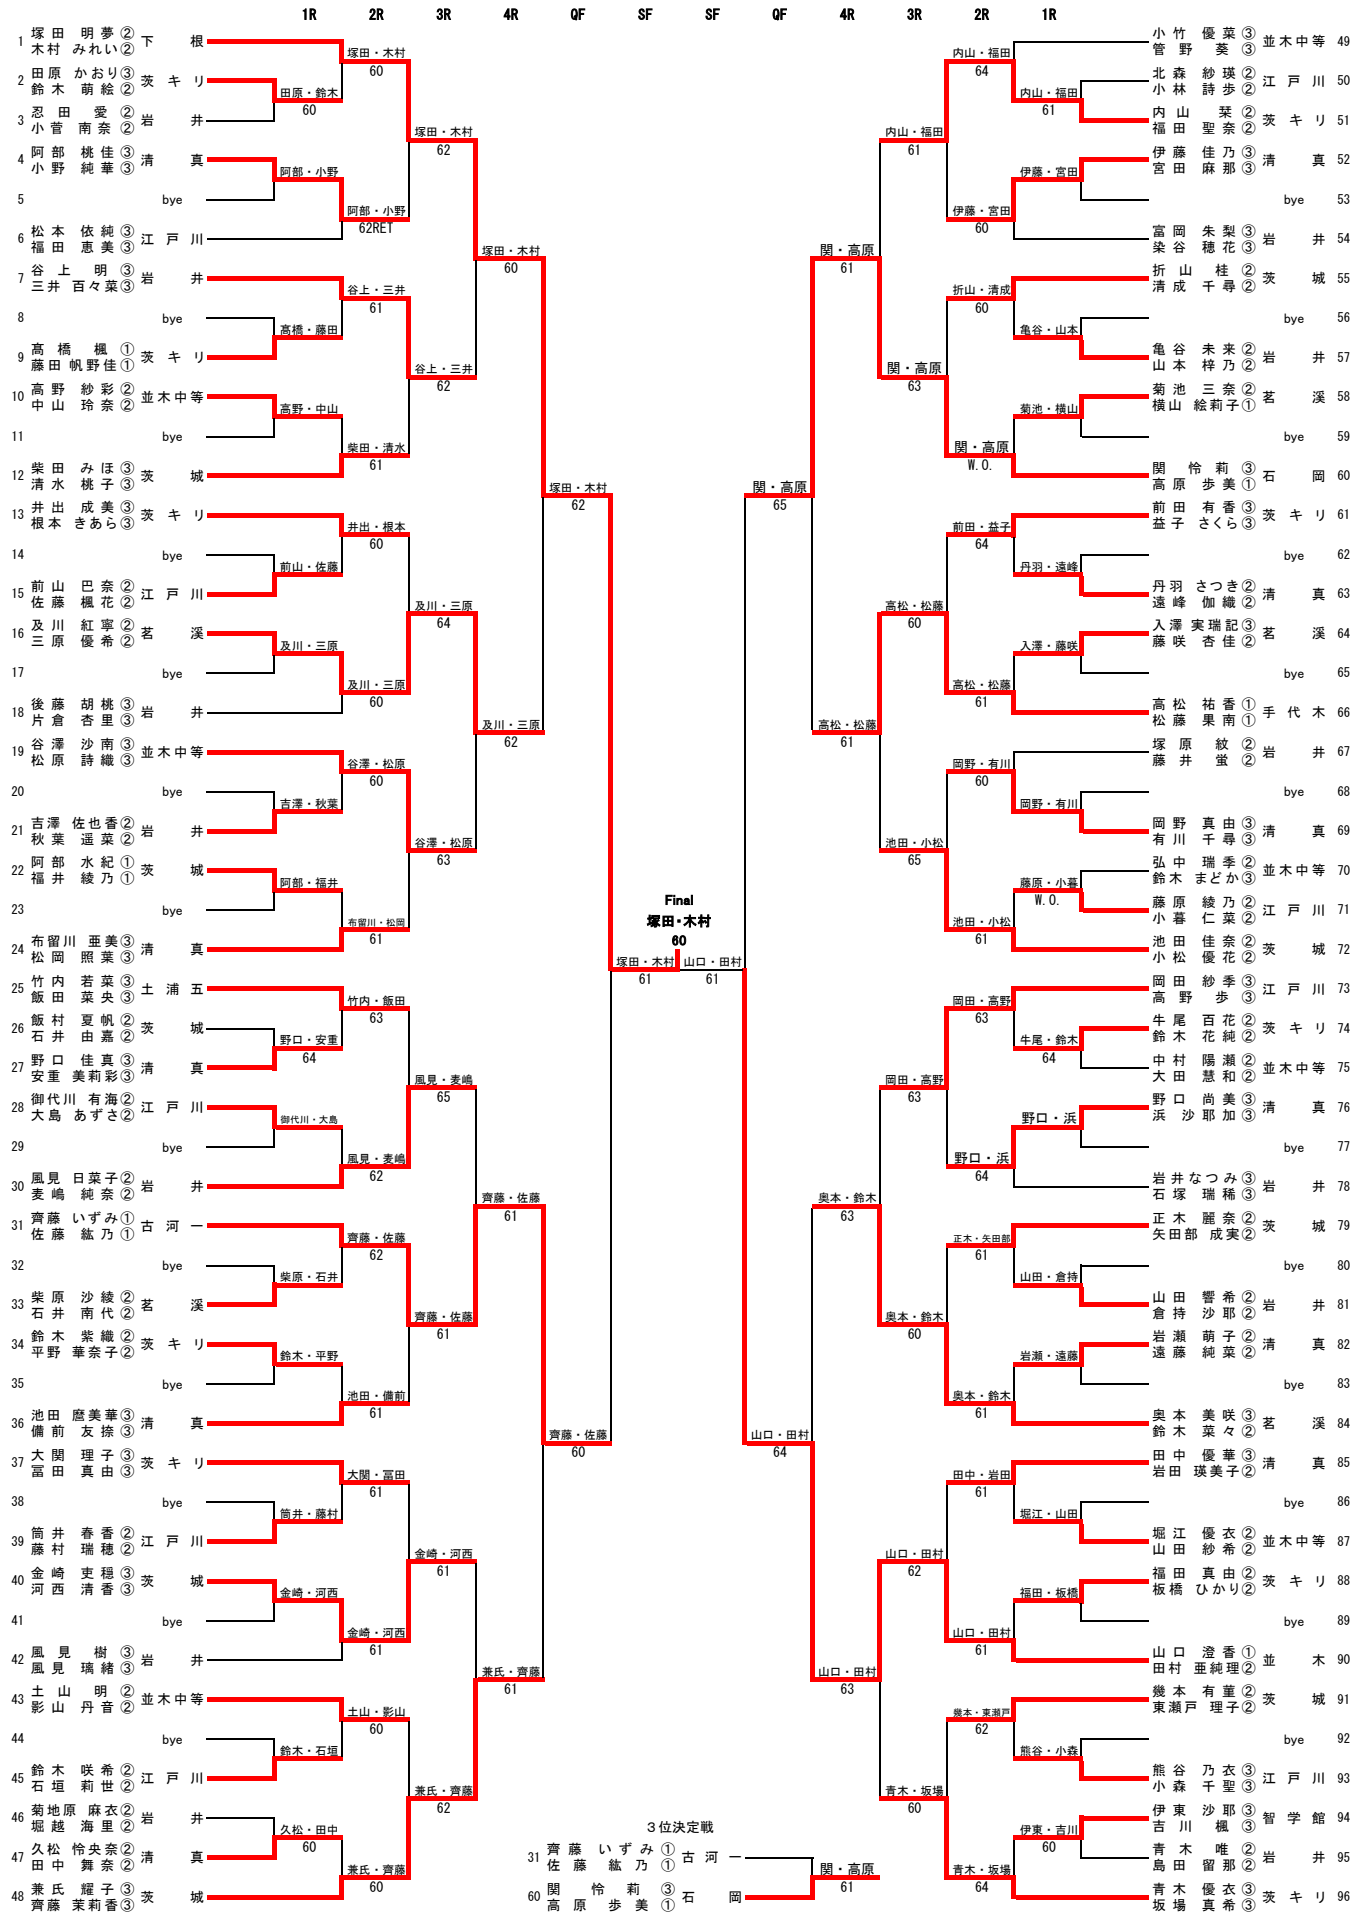 1R 2R 3R 4R QF SF SF QF 4R 3R 2R 1R
1 塚田 明夢② 木村 みれい② 下根
2 田原 かおり③ 鈴木 萌絵② 茨キリ
3 忍田 愛② 小菅 南奈② 岩井
4 阿部 桃佳③ 小野 純華③ 清真
5 bye
6 松本 依純③ 福田 恵美③ 江戸川
7 谷上 明③ 三井 百々菜③ 岩井
8 bye
9 髙橋 楓① 藤田 帆野佳① 茨キリ
10 高野 紗彩② 中山 玲奈② 並木中等
11 bye
12 柴田 みほ③ 清水 桃子③ 茨城
13 井出 成美③ 根本 きあら③ 茨キリ
14 bye
15 前山 巴奈② 佐藤 楓花② 江戸川
16 及川 紅寧② 三原 優希② 茗溪
17 bye
18 後藤 胡桃③ 片倉 杏里③ 岩井
19 谷澤 沙南③ 松原 詩織③ 並木中等
20 bye
21 吉澤 佐也香② 秋葉 遥菜② 岩井
22 阿部 水紀① 福井 綾乃① 茨城
23 bye
24 布留川 亜美③ 松岡 照葉③ 清真
25 竹内 若菜③ 飯田 菜央③ 土浦五
26 飯村 夏帆② 石井 由嘉② 茨城
27 野口 佳真③ 安重 美莉彩③ 清真
28 御代川 有海② 大島 あずさ② 江戸川
29 bye
30 風見 日菜子② 麦嶋 純奈② 岩井
31 齊藤 いずみ① 佐藤 紘乃① 古河一
32 bye
33 柴原 沙綾② 石井 南代② 茗溪
34 鈴木 紫織② 平野 華奈子② 茨キリ
35 bye
36 池田 麿美華③ 備前 友捺③ 清真
37 大関 理子③ 冨田 真由③ 茨キリ
38 bye
39 筒井 春香② 藤村 瑞穂② 江戸川
40 金崎 吏穏③ 河西 清香③ 茨城
41 bye
42 風見 樹③ 風見 璃緒③ 岩井
43 土山 明② 影山 丹音② 並木中等
44 bye
45 鈴木 咲希② 石垣 莉世② 江戸川
46 菊地原 麻衣② 堀越 海里② 岩井
47 久松 怜央奈② 田中 舞奈② 清真
48 兼氏 耀子③ 齊藤 茉莉香③ 茨城
田原・鈴木 60
阿部・小野
髙橋・藤田
高野・中山
前山・佐藤
及川・三原
吉澤・秋葉
阿部・福井
野口・安重 64
御代川・大島
柴原・石井
鈴木・平野
筒井・藤村
金崎・河西
鈴木・石垣
久松・田中 60
塚田・木村 60
阿部・小野 62RET
谷上・三井 61
柴田・清水 61
井出・根本 60
及川・三原 60
谷澤・松原 60
布留川・松岡 61
竹内・飯田 63
風見・麦嶋 62
齊藤・佐藤 62
池田・備前 61
大関・冨田 61
金崎・河西 61
土山・影山 60
兼氏・齊藤 60
塚田・木村 62
谷上・三井 62
及川・三原 64
谷澤・松原 63
風見・麦嶋 65
齊藤・佐藤 61
金崎・河西 61
兼氏・齊藤 62
塚田・木村 60
及川・三原 62
齊藤・佐藤 61
兼氏・齊藤 61
塚田・木村 62
齊藤・佐藤 60
塚田・木村 61
Final
塚田・木村
60
山口・田村 61
関・高原 65
山口・田村 64
関・高原 61
高松・松藤 61
奥本・鈴木 63
山口・田村 63
内山・福田 61
関・高原 63
高松・松藤 60
池田・小松 65
岡田・高野 63
奥本・鈴木 60
山口・田村 62
青木・坂場 60
内山・福田 64
伊藤・宮田 60
折山・清成 60
関・高原 W.O.
前田・益子 64
高松・松藤 61
岡野・有川 60
池田・小松 61
岡田・高野 63
野口・浜 64
正木・矢田部 61
奥本・鈴木 61
田中・岩田 61
山口・田村 61
幾本・東瀬戸 62
青木・坂場 64
内山・福田 61
伊藤・宮田
亀谷・山本
菊池・横山
丹羽・遠峰
入澤・藤咲
岡野・有川
藤原・小暮 W.O.
牛尾・鈴木 64
野口・浜
山田・倉持
岩瀬・遠藤
堀江・山田
福田・板橋
熊谷・小森
伊東・吉川 60
小竹 優菜③ 管野 葵③ 並木中等 49
北森 紗瑛② 小林 詩歩② 江戸川 50
内山 栞② 福田 聖奈② 茨キリ 51
伊藤 佳乃③ 宮田 麻那③ 清真 52
bye 53
富岡 朱梨③ 染谷 穂花③ 岩井 54
折山 桂② 清成 千尋② 茨城 55
bye 56
亀谷 未来② 山本 梓乃② 岩井 57
菊池 三奈② 横山 絵莉子① 茗溪 58
bye 59
関 怜莉③ 高原 歩美① 石岡 60
前田 有香③ 益子 さくら③ 茨キリ 61
bye 62
丹羽 さつき② 遠峰 伽織② 清真 63
入澤 実瑞記③ 藤咲 杏佳② 茗溪 64
bye 65
高松 祐香① 松藤 果南① 手代木 66
塚原 紋② 藤井 蛍② 岩井 67
bye 68
岡野 真由③ 有川 千尋③ 清真 69
弘中 瑞季② 鈴木 まどか③ 並木中等 70
藤原 綾乃② 小暮 仁菜② 江戸川 71
池田 佳奈② 小松 優花② 茨城 72
岡田 紗季③ 高野 歩③ 江戸川 73
牛尾 百花② 鈴木 花純② 茨キリ 74
中村 陽瀬② 大田 慧和② 並木中等 75
野口 尚美③ 浜 沙耶加③ 清真 76
bye 77
岩井 なつみ③ 石塚 瑞稀③ 岩井 78
正木 麗奈② 矢田部 成実② 茨城 79
bye 80
山田 響希② 倉持 沙耶② 岩井 81
岩瀬 萌子② 遠藤 純菜② 清真 82
bye 83
奥本 美咲③ 鈴木 菜々② 茗溪 84
田中 優華③ 岩田 瑛美子② 清真 85
bye 86
堀江 優衣② 山田 紗希② 並木中等 87
福田 真由② 板橋 ひかり② 茨キリ 88
bye 89
山口 澄香① 田村 亜純理② 並木 90
幾本 有菫② 東瀬戸 理子② 茨城 91
bye 92
熊谷 乃衣③ 小森 千聖③ 江戸川 93
伊東 沙耶③ 吉川 楓③ 智学館 94
青木 唯② 島田 留那② 岩井 95
青木 優衣③ 坂場 真希③ 茨キリ 96
３位決定戦
31 齊藤 いずみ① 佐藤 紘乃① 古河一
60 関 怜莉③ 高原 歩美① 石岡
関・高原 61